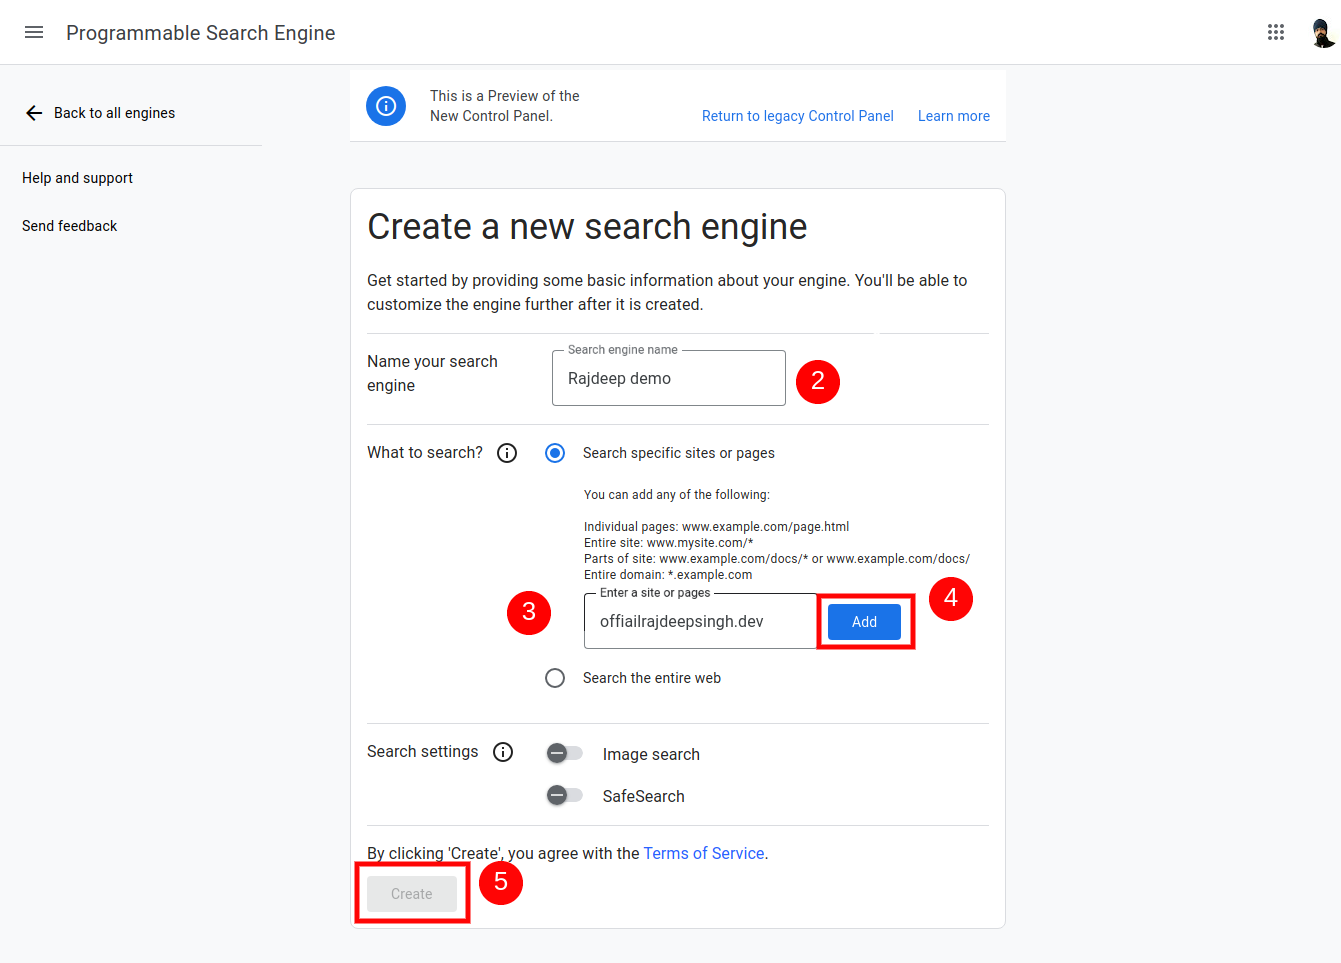 Programmable Search Engine
Back to all engines
Help and support
Send feedback
This is a Preview of the
New Control Panel.
Return to legacy Control Panel
Learn more
Create a new search engine
Get started by providing some basic information about your engine. You'll be able to
customize the engine further after it is created.
Name your search
engine
Search engine name
Rajdeep demo
2
What to search?
Search specific sites or pages
You can add any of the following:
Individual pages: www.example.com/page.html
Entire site: www.mysite.com/*
Parts of site: www.example.com/docs/* or www.example.com/docs/
Entire domain: *.example.com
3
Enter a site or pages
offiailrajdeepsingh.dev
Add
4
Search the entire web
Search settings
Image search
SafeSearch
By clicking 'Create', you agree with the Terms of Service.
Create
5